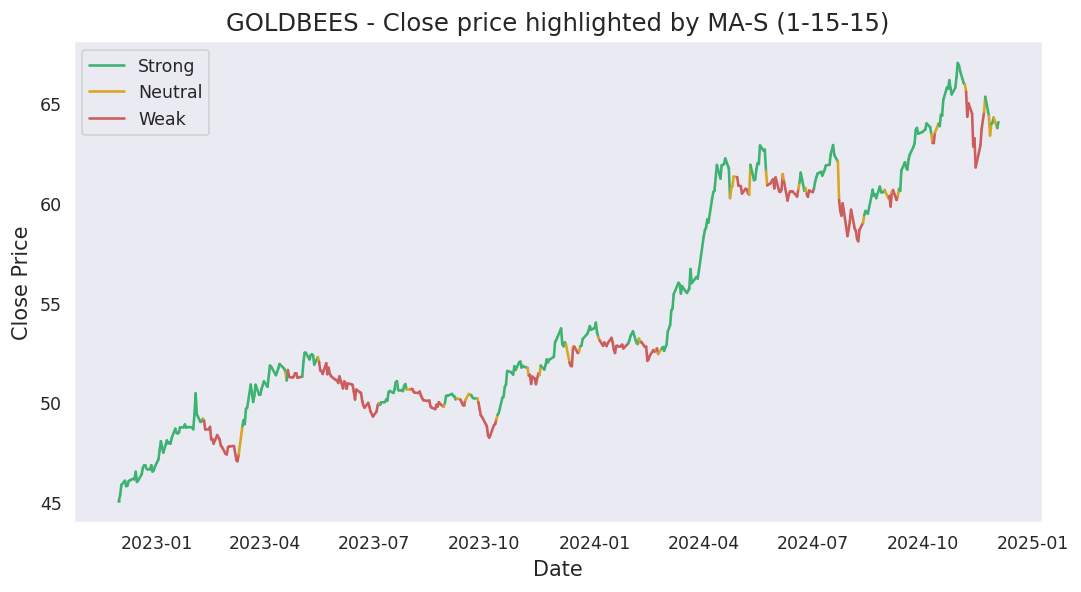 GOLDBEES - Close price highlighted by MA-S (1-15-15)
Strong
Neutral
Weak
Close Price
65
60
55
50
45
2023-01 2023-04 2023-07 2023-10 2024-01 2024-04 2024-07 2024-10 2025-01
Date